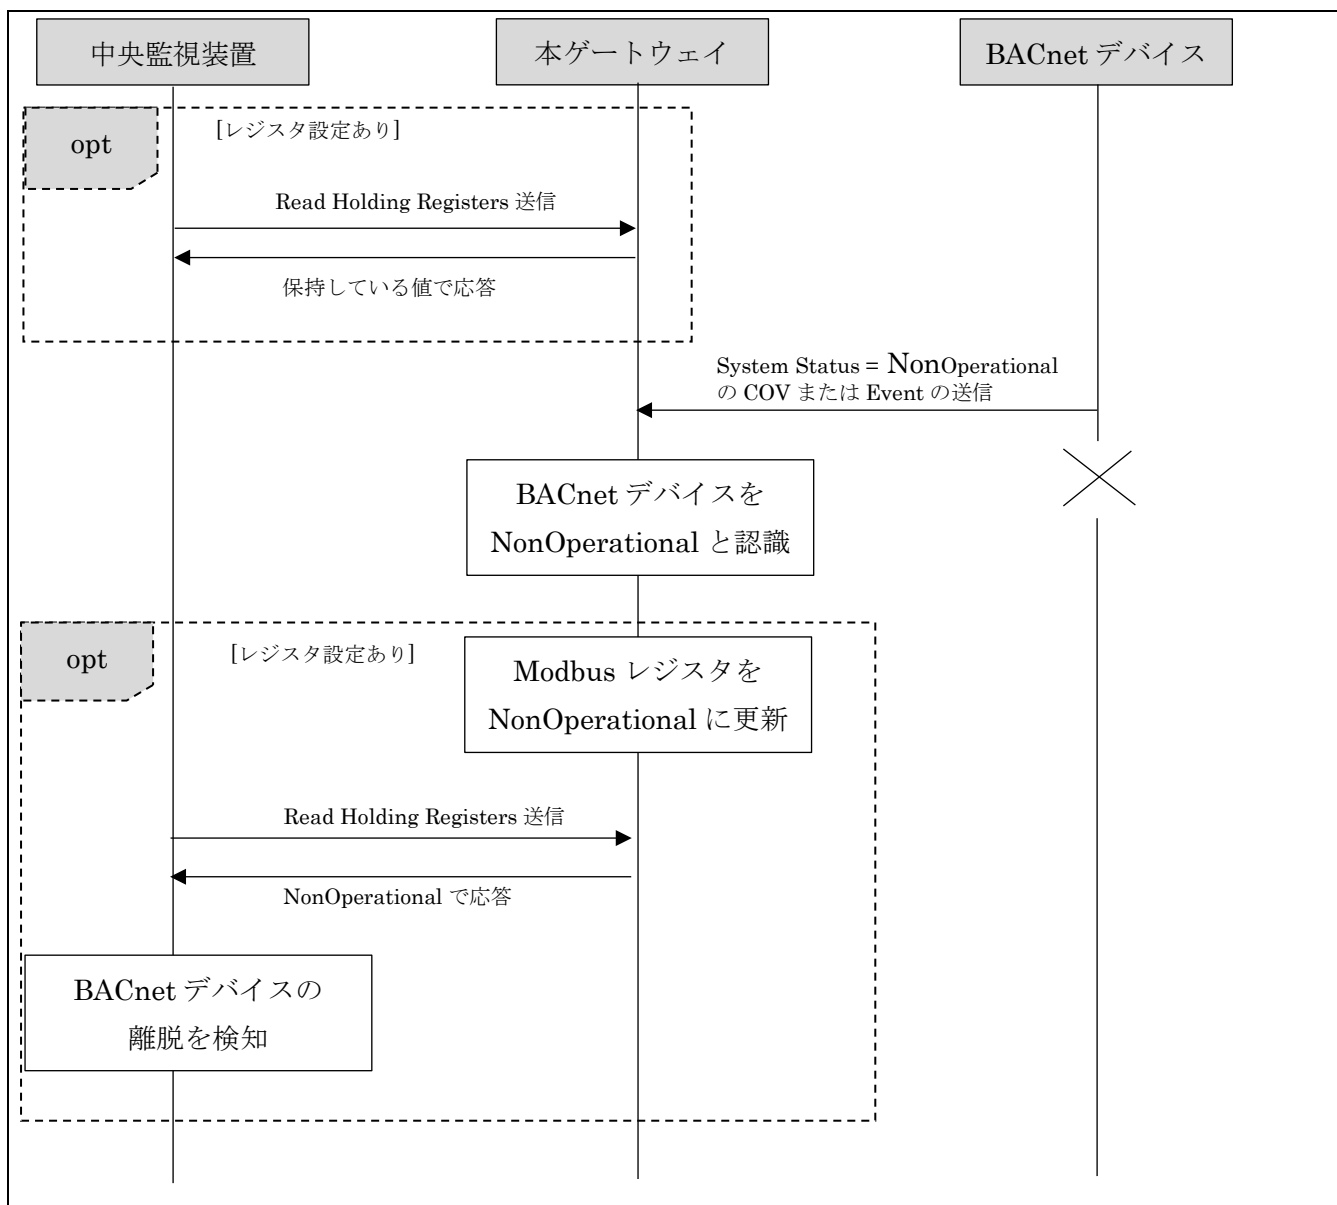 中央監視装置
本ゲートウェイ
BACnet デバイス
opt
[レジスタ設定あり]
Read Holding Registers 送信
保持している値で応答
System Status = NonOperational
の COV または Event の送信
BACnet デバイスを
NonOperational と認識
opt
[レジスタ設定あり]
Modbus レジスタを
NonOperational に更新
Read Holding Registers 送信
NonOperational で応答
BACnet デバイスの
離脱を検知